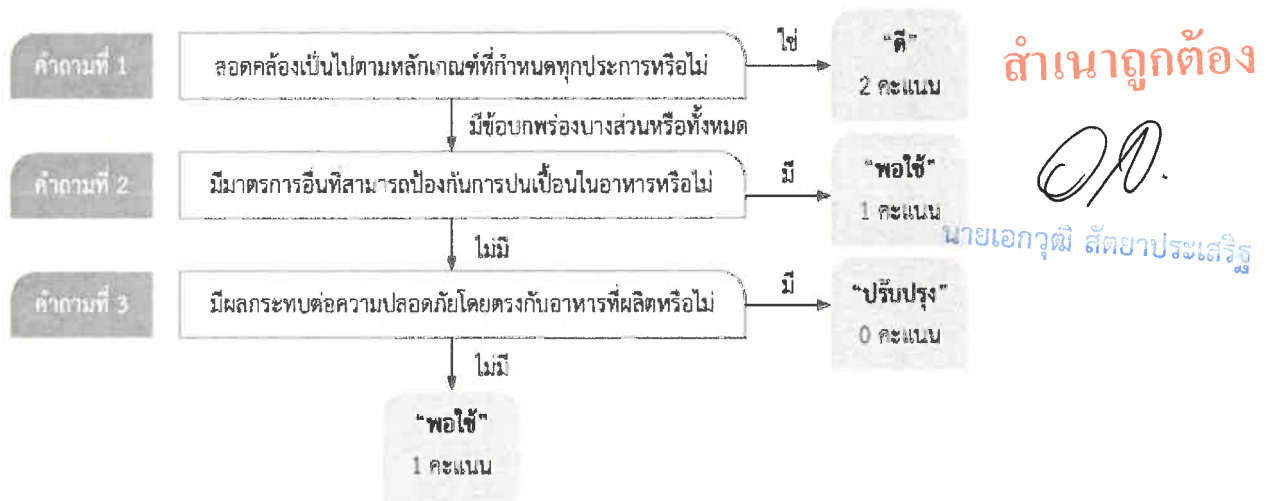 คำถามที่ 1
สอดคล้องเป็นไปตามหลักเกณฑ์ที่กำหนดทุกประการหรือไม่
ใช่
"ดี"
2 คะแนน
สำเนาถูกต้อง
มีข้อบกพร่องบางส่วนหรือทั้งหมด
คำถามที่ 2
มีมาตรการอื่นที่สามารถป้องกันการปนเปื้อนในอาหารหรือไม่
มี
"พอใช้"
1 คะแนน
นายเอกวุฒิ สัตยาประเสริฐ
ไม่มี
คำถามที่ 3
มีผลกระทบต่อความปลอดภัยโดยตรงกับอาหารที่ผลิตหรือไม่
มี
"ปรับปรุง"
0 คะแนน
ไม่มี
"พอใช้"
1 คะแนน